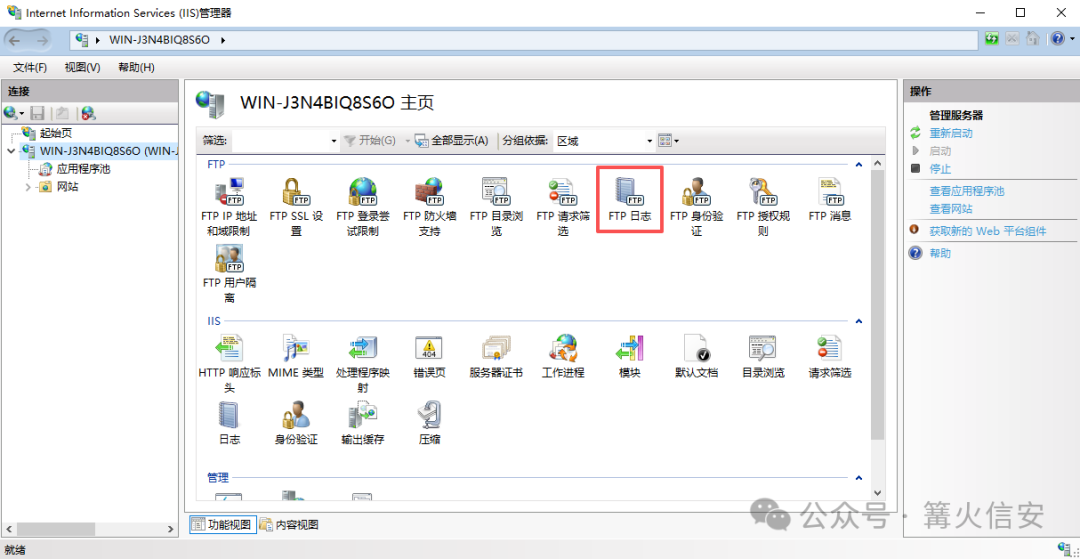 Internet Information Services (IIS)管理器
WIN-J3N4BIQ8S6O
文件(F) 视图(V) 帮助(H)
连接
起始页
WIN-J3N4BIQ8S6O (WIN-J
应用程序池
网站
WIN-J3N4BIQ8S6O 主页
筛选: 开始(G) 全部显示(A) 分组依据: 区域
FTP
FTP IP 地址和域限制
FTP SSL 设置
FTP 登录尝试限制
FTP 防火墙支持
FTP 目录浏览
FTP 请求筛选
FTP 日志
FTP 身份验证
FTP 授权规则
FTP 消息
FTP 用户隔离
IIS
HTTP 响应标头
MIME 类型
处理程序映射
404
错误页
服务器证书
工作进程
模块
默认文档
目录浏览
请求筛选
日志
身份验证
输出缓存
压缩
管理
功能视图 内容视图
操作
管理服务器
重新启动
启动
停止
查看应用程序池
查看网站
获取新的 Web 平台组件
帮助
就绪
公众号 · 篝火信安